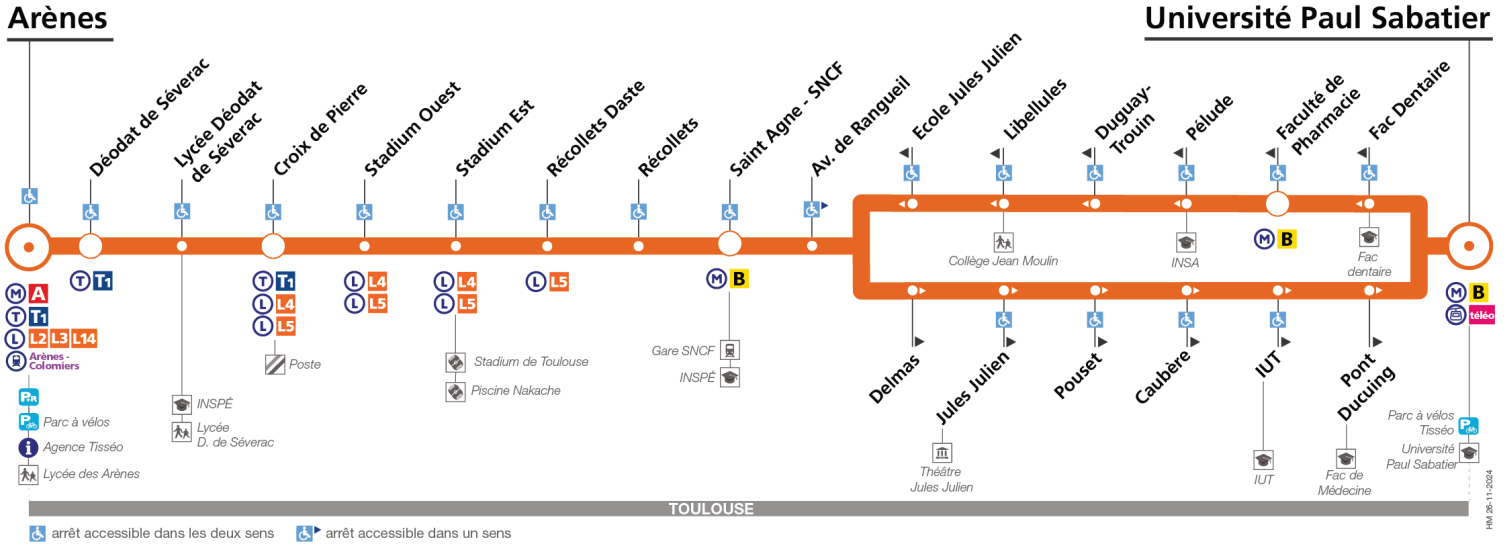 Arènes
Université Paul Sabatier
Déodat de Séverac
Lycée Déodat
de Séverac
Croix de Pierre
Stadium Ouest
Stadium Est
Récollets Daste
Récollets
Saint Agne - SNCF
Av. de Rangueil
Ecole Jules Julien
Libellules
Duguay-
Trouin
Pélude
Faculté de
Pharmacie
Fac Dentaire
M A
T T1
L L2 L3 L14
Arènes -
Colomiers
P R
P
Parc à vélos
i
Agence Tisséo
Lycée des Arènes
T T1
INSPÉ
Lycée
D. de Séverac
T T1
L L4
L L5
Poste
L L4
L L5
L L4
L L5
Stadium de Toulouse
Piscine Nakache
L L5
M B
Gare SNCF
INSPÉ
Collège Jean Moulin
INSA
M B
Fac
dentaire
Delmas
Jules Julien
Pouset
Caubère
IUT
Pont
Ducuing
Théâtre
Jules Julien
IUT
Fac de
Médecine
M B
téléo
Parc à vélos
Tisséo
P
Université
Paul Sabatier
HM 26-11-2024
TOULOUSE
arrêt accessible dans les deux sens
arrêt accessible dans un sens